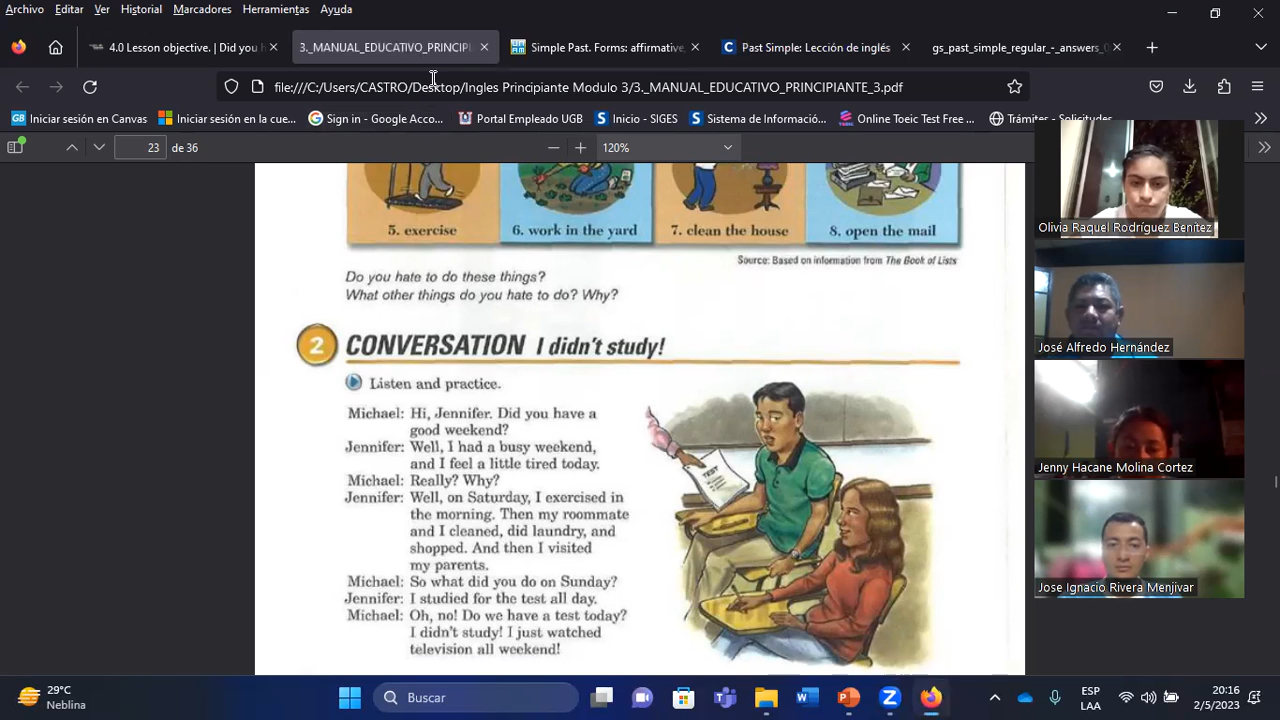 Archivo Editar Ver Historial Marcadores Herramientas Ayuda
4.0 Lesson objective. | Did you h
3._MANUAL_EDUCATIVO_PRINCIPI
Simple Past. Forms: affirmative,
Past Simple: Lección de inglés
gs_past_simple_regular_-_answers_0
file:///C:/Users/CASTRO/Desktop/Ingles Principiante Modulo 3/3._MANUAL_EDUCATIVO_PRINCIPIANTE_3.pdf
Iniciar sesión en Canvas
Iniciar sesión en la cue...
Sign in - Google Acco...
Portal Empleado UGB
Inicio - SIGES
Sistema de Informació...
Online Toeic Test Free ...
Trámites - Solicitudes
23 de 36
120%
5. exercise
6. work in the yard
7. clean the house
8. open the mail
Source: Based on information from The Book of Lists
Do you hate to do these things?
What other things do you hate to do? Why?
2 CONVERSATION I didn't study!
Listen and practice.
Michael: Hi, Jennifer. Did you have a
good weekend?
Jennifer: Well, I had a busy weekend,
and I feel a little tired today.
Michael: Really? Why?
Jennifer: Well, on Saturday, I exercised in
the morning. Then my roommate
and I cleaned, did laundry, and
shopped. And then I visited
my parents.
Michael: So what did you do on Sunday?
Jennifer: I studied for the test all day.
Michael: Oh, no! Do we have a test today?
I didn't study! I just watched
television all weekend!
TEST
Olivia Raquel Rodríguez Benítez
José Alfredo Hernández
Jenny Hacane Molina Cortez
Jose Ignacio Rivera Menjivar
29°C
Neblina
Buscar
ESP
LAA
20:16
2/5/2023